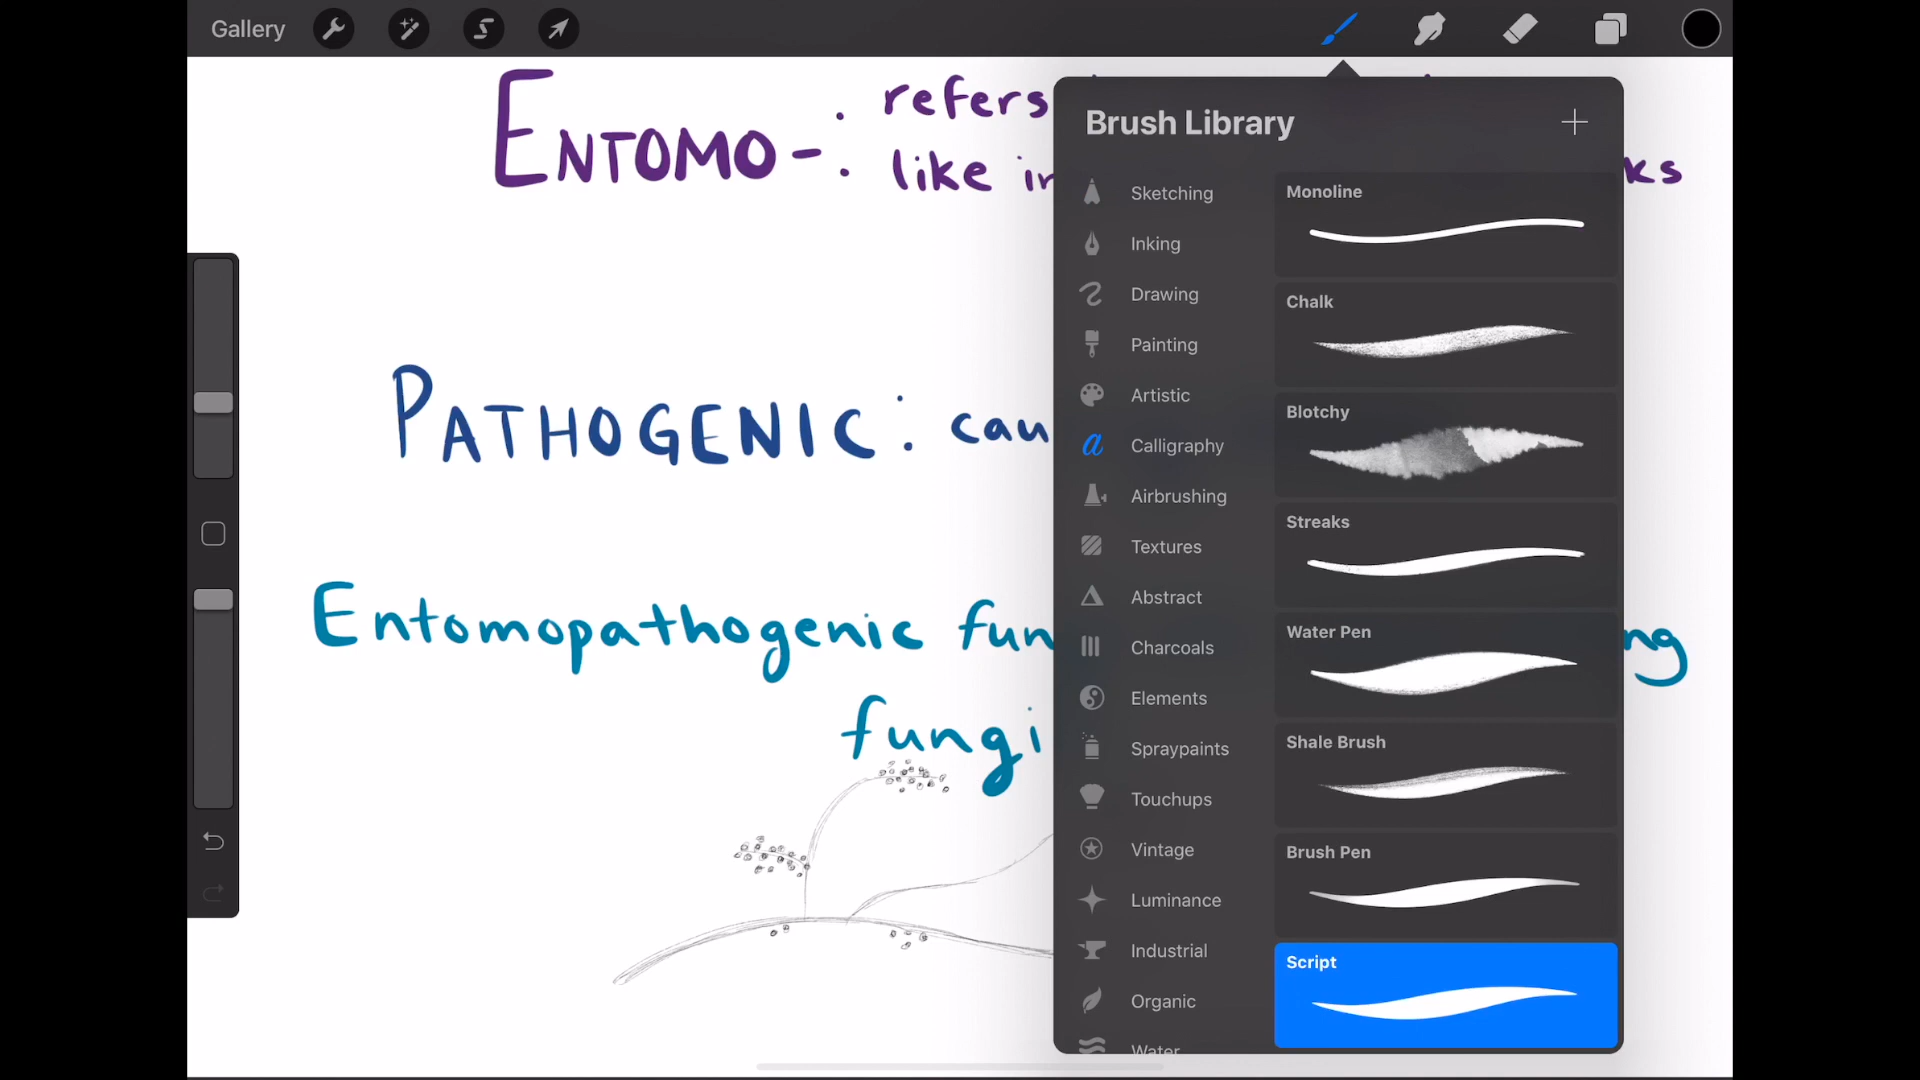 Gallery
ENTOMO - : refers
like in
ks
PATHOGENIC : cau
Entomopathogenic fun
ng
fungi
Brush Library
Sketching
Inking
Drawing
Painting
Artistic
Calligraphy
Airbrushing
Textures
Abstract
Charcoals
Elements
Spraypaints
Touchups
Vintage
Luminance
Industrial
Organic
Water
Monoline
Chalk
Blotchy
Streaks
Water Pen
Shale Brush
Brush Pen
Script